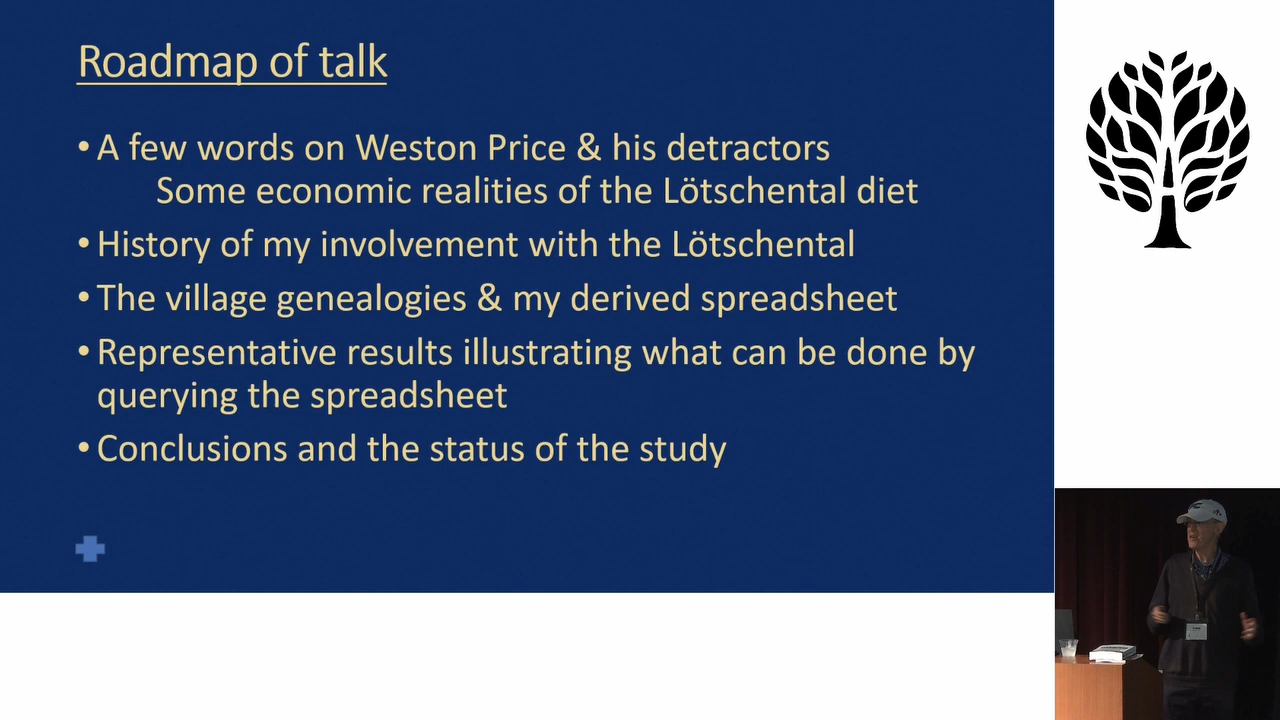 Roadmap of talk
• A few words on Weston Price & his detractors
Some economic realities of the Lötschental diet
• History of my involvement with the Lötschental
• The village genealogies & my derived spreadsheet
• Representative results illustrating what can be done by
querying the spreadsheet
• Conclusions and the status of the study